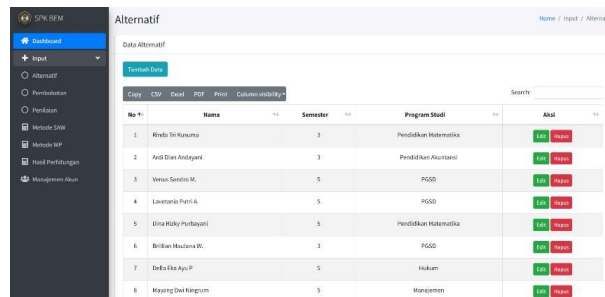 SPK BEM
Alternatif
Home / Input / Alterna
Dashboard
Input
Alternatif
Pembobotan
Penilaian
Metode SAW
Metode WP
Hasil Perhitungan
Manajemen Akun
Data Alternatif
Tambah Data
Copy CSV Excel PDF Print Column visibility
Search:
No Nama Semester Program Studi Aksi
1 Rindo Tri Kusuma 3 Pendidikan Matematika Edit Hapus
2 Ardi Dian Andayani 3 Pendidikan Akuntansi Edit Hapus
3 Venus Sandro M. 5 PGSD Edit Hapus
4 Lavetania Putri A. 5 PGSD Edit Hapus
5 Dina Rizky Purbayani 5 Pendidikan Matematika Edit Hapus
6 Brillian Maulana W. 3 PGSD Edit Hapus
7 Della Eka Ayu P 5 Hukum Edit Hapus
8 Mayang Dwi Ningrum 5 Manajemen Edit Hapus